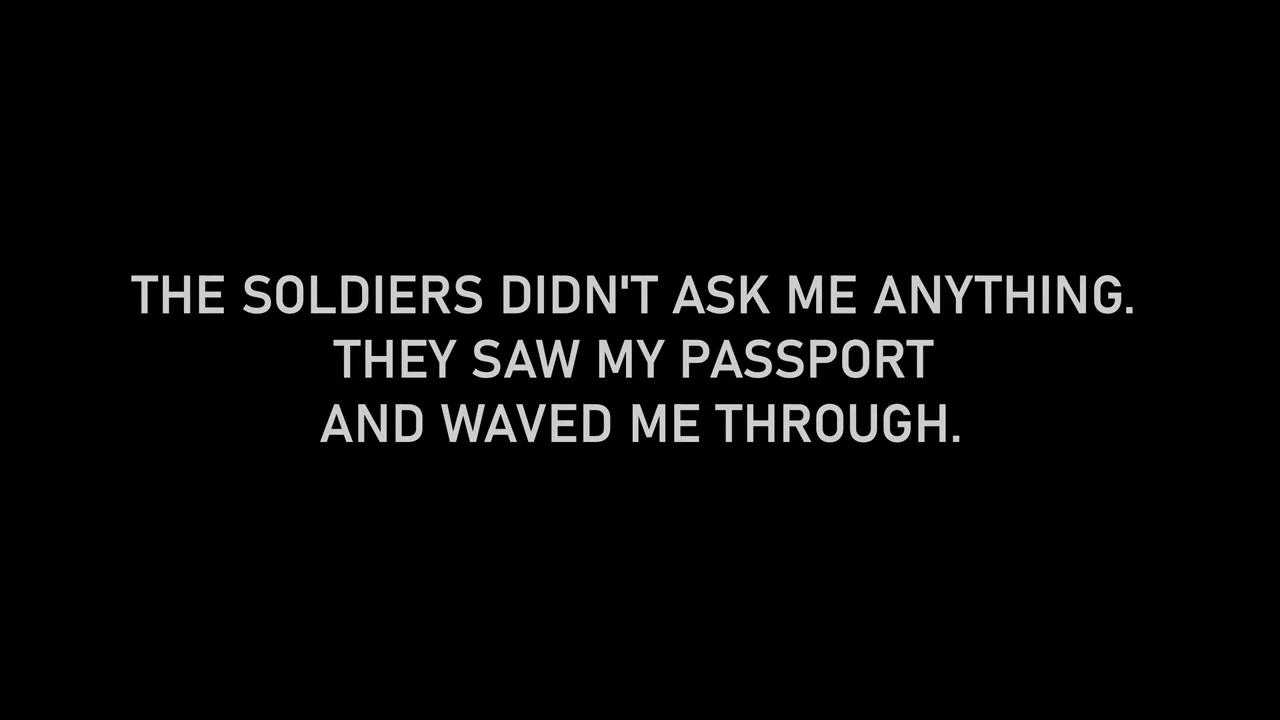 THE SOLDIERS DIDN'T ASK ME ANYTHING.
THEY SAW MY PASSPORT
AND WAVED ME THROUGH.